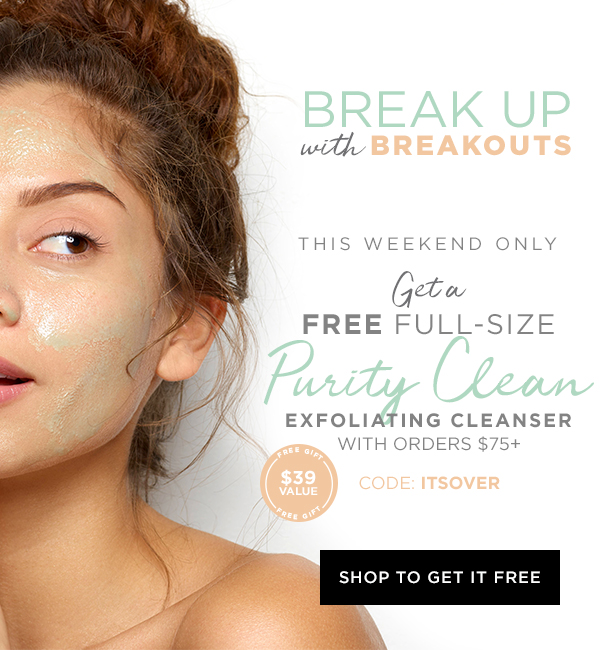 BREAK UP
with BREAKOUTS
THIS WEEKEND ONLY
Get a
FREE FULL-SIZE
Purity Clean
EXFOLIATING CLEANSER
WITH ORDERS $75+
FREE GIFT
$39
VALUE
FREE GIFT
CODE: ITSOVER
SHOP TO GET IT FREE